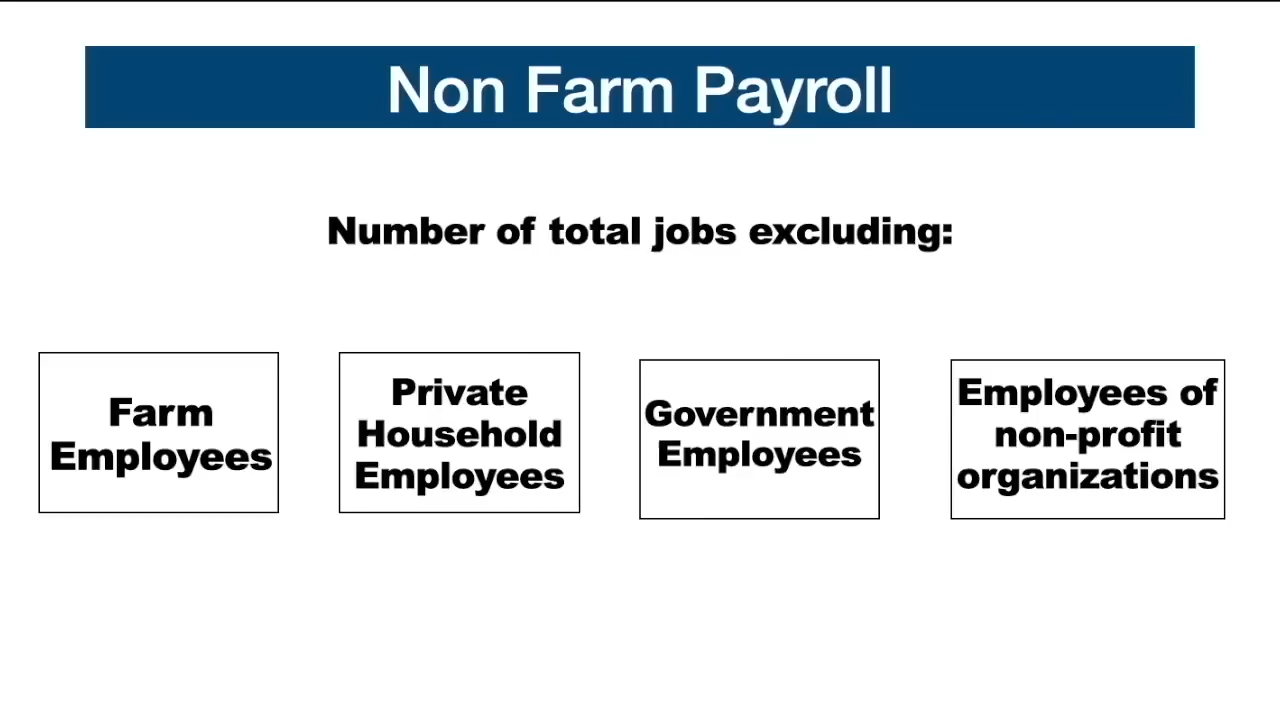 Non Farm Payroll
Number of total jobs excluding:
Farm
Employees
Private
Household
Employees
Government
Employees
Employees of
non-profit
organizations